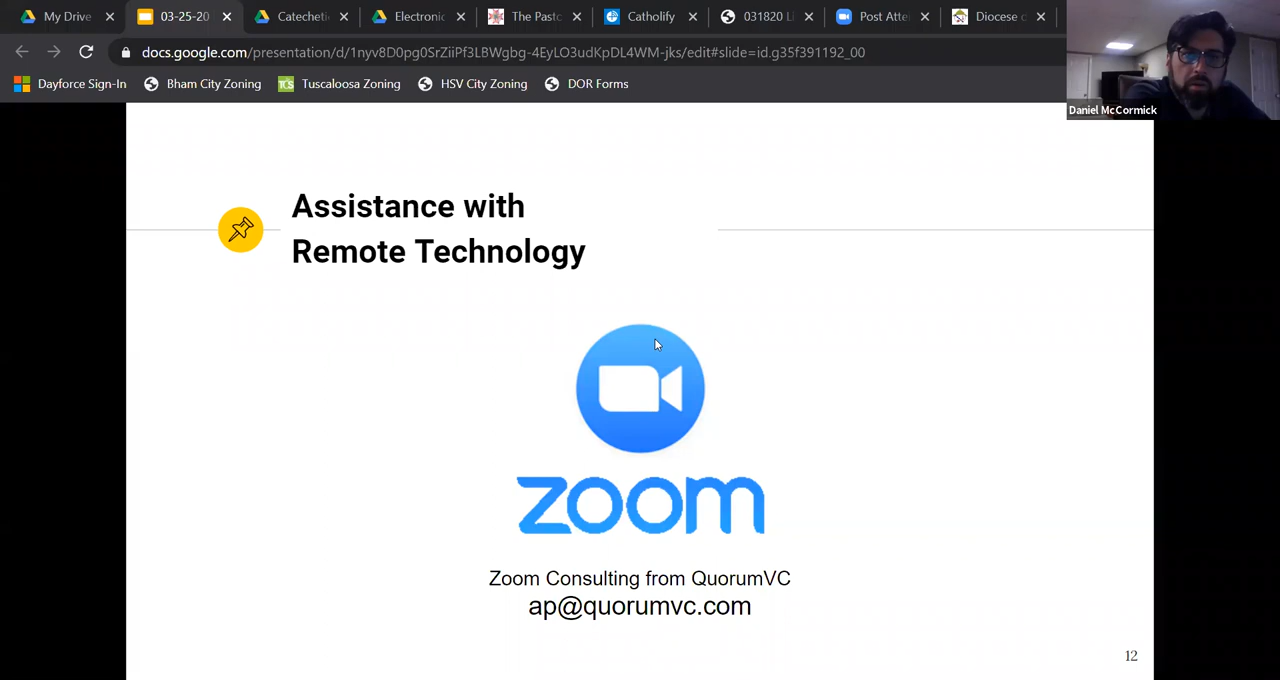 My Drive
03-25-20
Catecheti
Electronic
The Pasto
Catholify
031820 Li
Post Atte
Diocese o
docs.google.com/presentation/d/1nyv8D0pg0SrZiiPf3LBWgbg-4EyLO3udKpDL4WM-jks/edit#slide=id.g35f391192_00
Dayforce Sign-In
TCS
Bham City Zoning
Tuscaloosa Zoning
HSV City Zoning
DOR Forms
Daniel McCormick
Assistance with
Remote Technology
zoom
Zoom Consulting from QuorumVC
ap@quorumvc.com
12